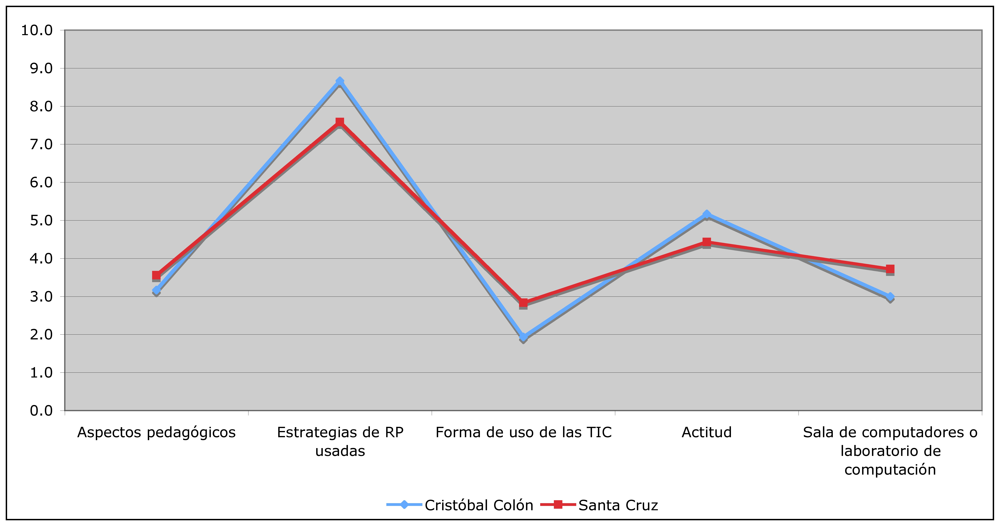 10.0
9.0
8.0
7.0
6.0
5.0
4.0
3.0
2.0
1.0
0.0
Aspectos pedagógicos
Estrategias de RP
usadas
Forma de uso de las TIC
Actitud
Sala de computadores o
laboratorio de
computación
Cristóbal Colón
Santa Cruz